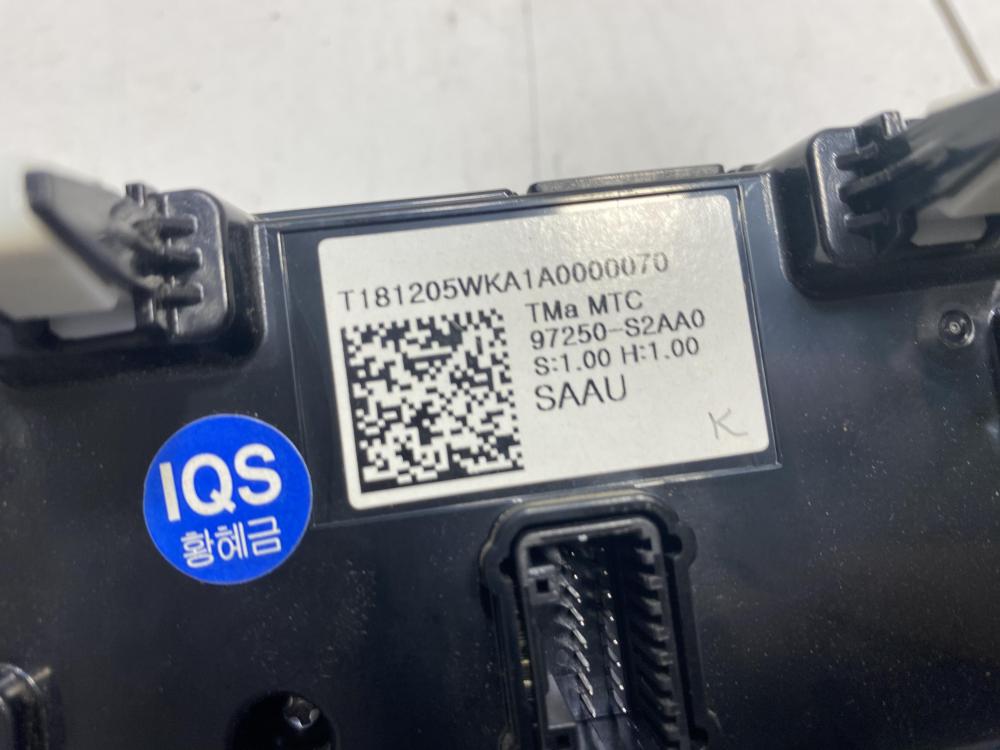 T181205WKA1A0000070
TMa MTC
97250-S2AA0
S:1.00 H:1.00
SAAU
K
IQS
황혜금